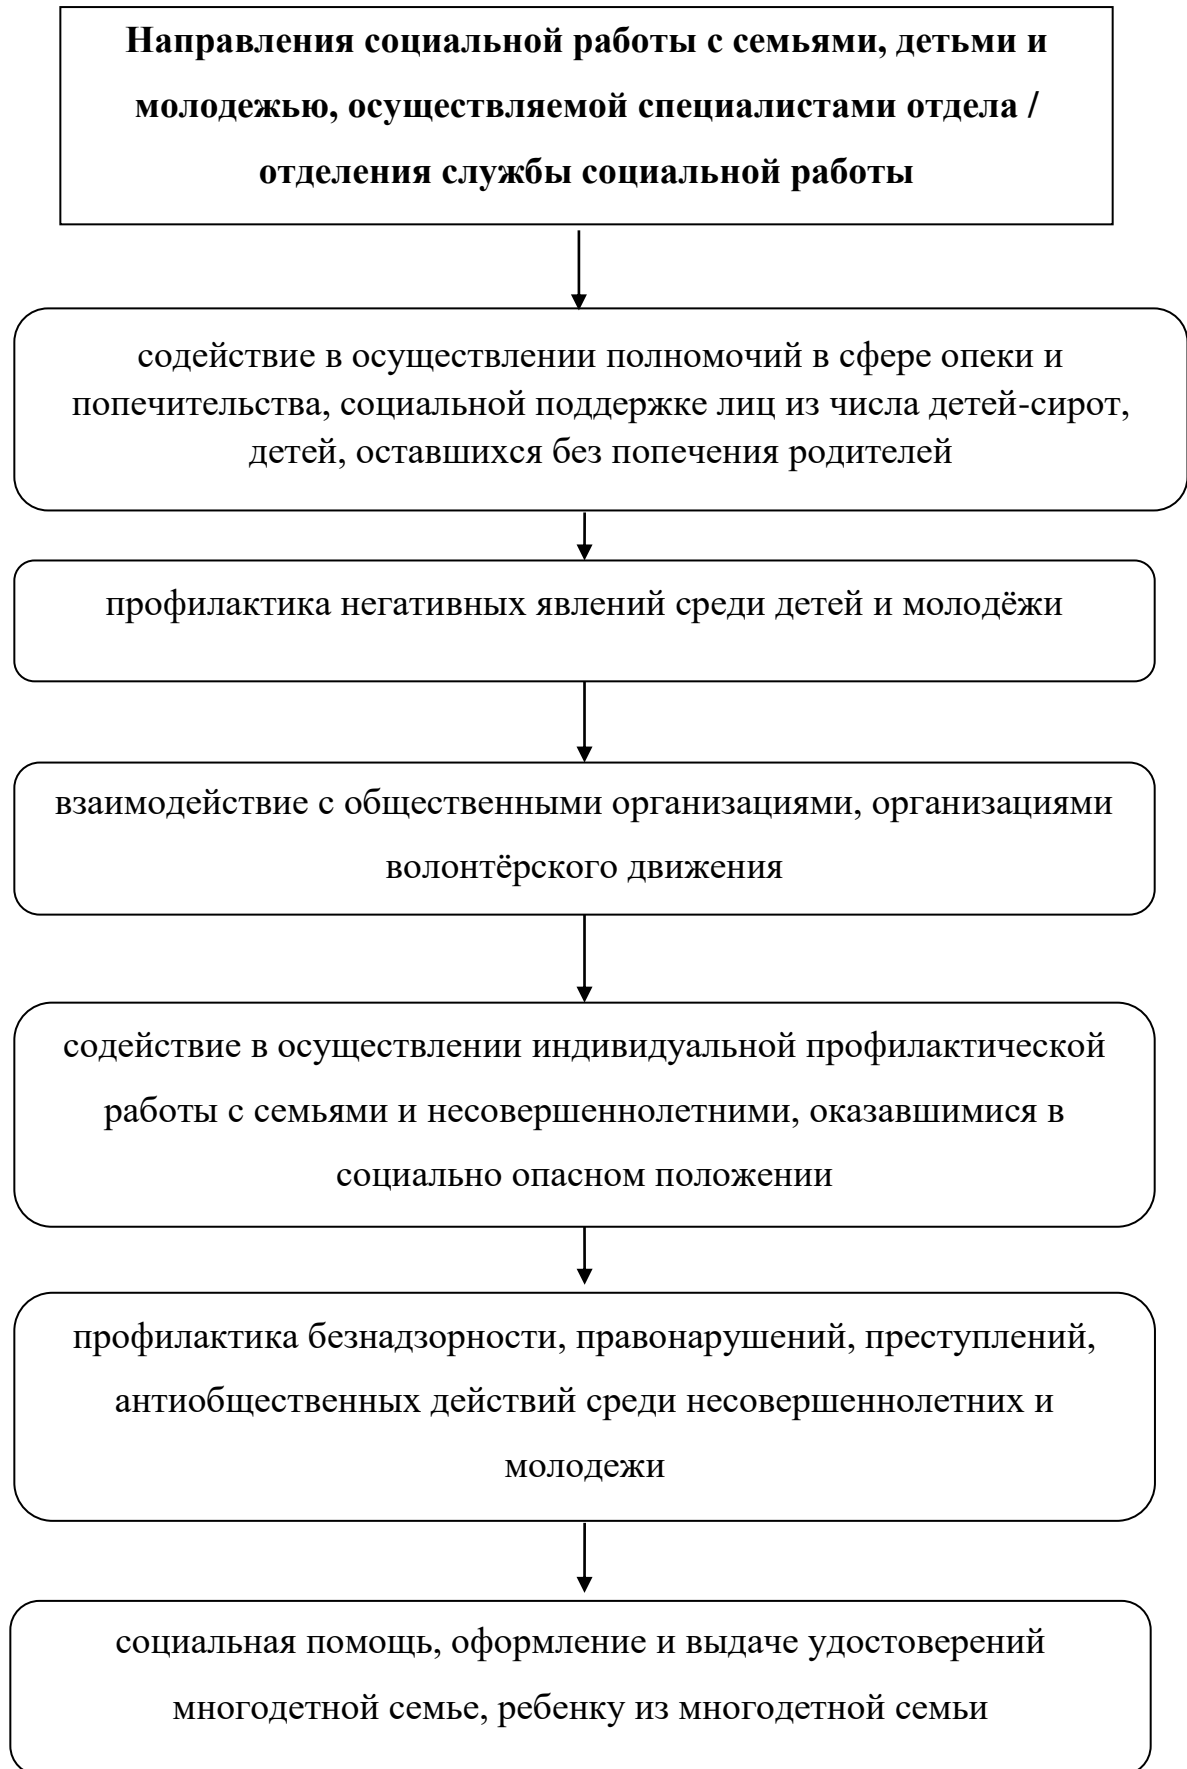 Направления социальной работы с семьями, детьми и
молодежью, осуществляемой специалистами отдела /
отделения службы социальной работы
содействие в осуществлении полномочий в сфере опеки и
попечительства, социальной поддержке лиц из числа детей-сирот,
детей, оставшихся без попечения родителей
профилактика негативных явлений среди детей и молодёжи
взаимодействие с общественными организациями, организациями
волонтёрского движения
содействие в осуществлении индивидуальной профилактической
работы с семьями и несовершеннолетними, оказавшимися в
социально опасном положении
профилактика безнадзорности, правонарушений, преступлений,
антиобщественных действий среди несовершеннолетних и
молодежи
социальная помощь, оформление и выдаче удостоверений
многодетной семье, ребенку из многодетной семьи